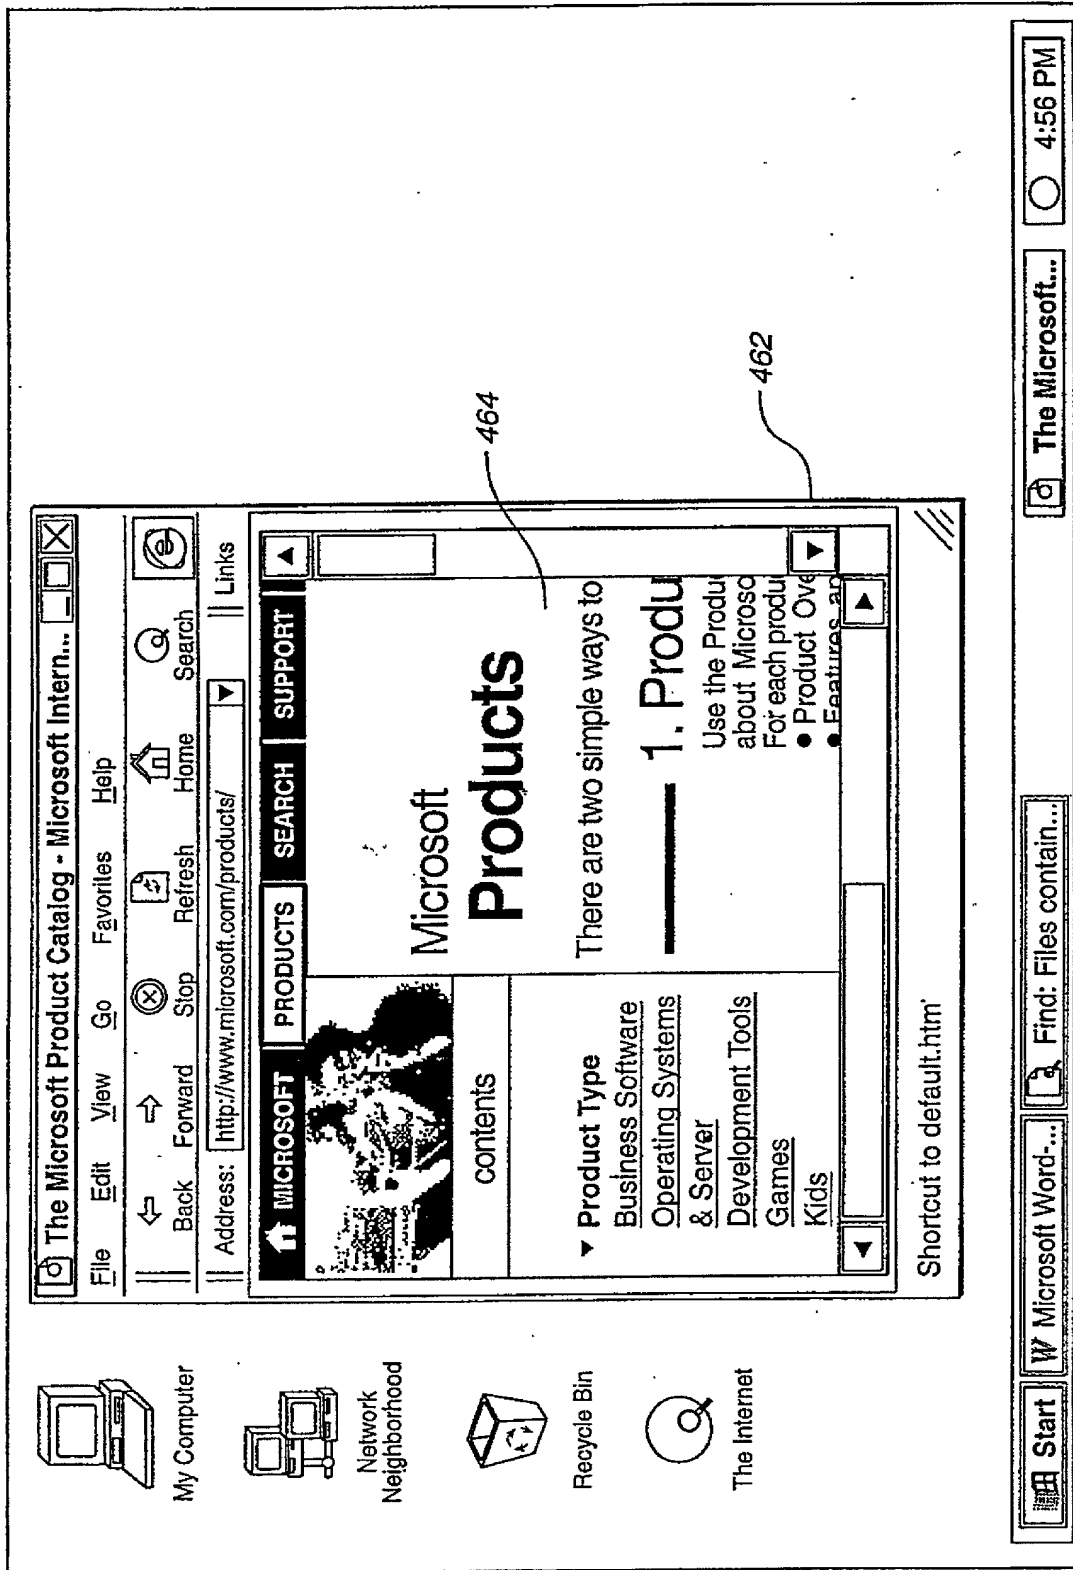 The Microsoft Product Catalog - Microsoft Intern...
File Edit View Go Favorites Help
Back Forward Stop Refresh Home Search
Address: http://www.microsoft.com/products/ Links
MICROSOFT PRODUCTS SEARCH SUPPORT
contents
▼ Product Type
Business Software
Operating Systems
& Server
Development Tools
Games
Kids
Microsoft
Products
There are two simple ways to
1. Produ
Use the Produ
about Microso
For each produ
● Product Ove
● Features an
Shortcut to default.htm'
464
462
My Computer
Network
Neighborhood
Recycle Bin
The Internet
Start
W Microsoft Word-...
Find: Files contain...
The Microsoft...
4:56 PM